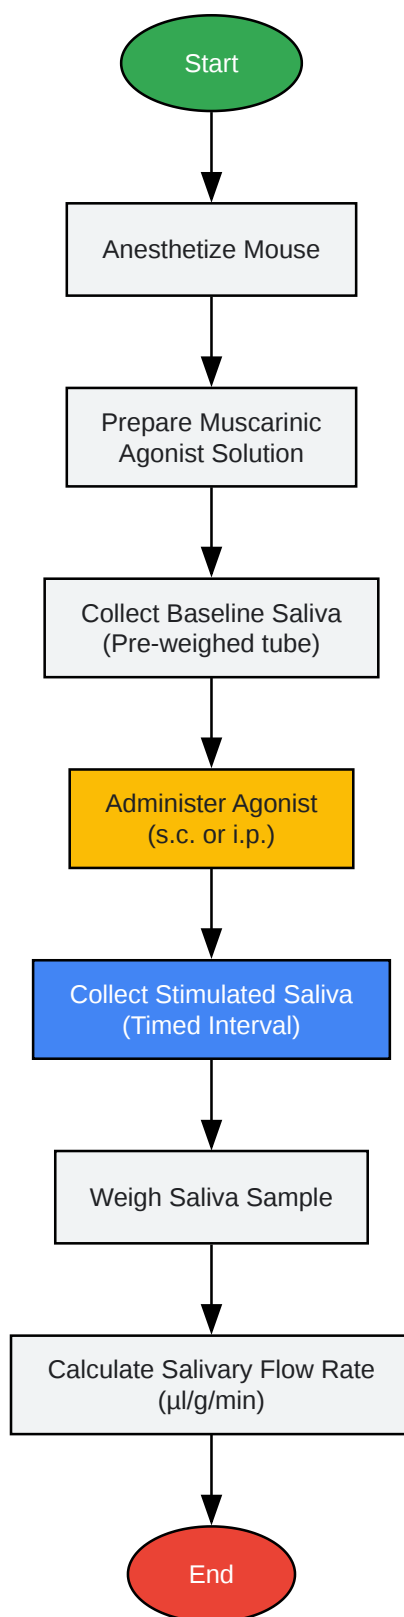 Start
Anesthetize Mouse
Prepare Muscarinic
Agonist Solution
Collect Baseline Saliva
(Pre-weighed tube)
Administer Agonist
(s.c. or i.p.)
Collect Stimulated Saliva
(Timed Interval)
Weigh Saliva Sample
Calculate Salivary Flow Rate
(µl/g/min)
End